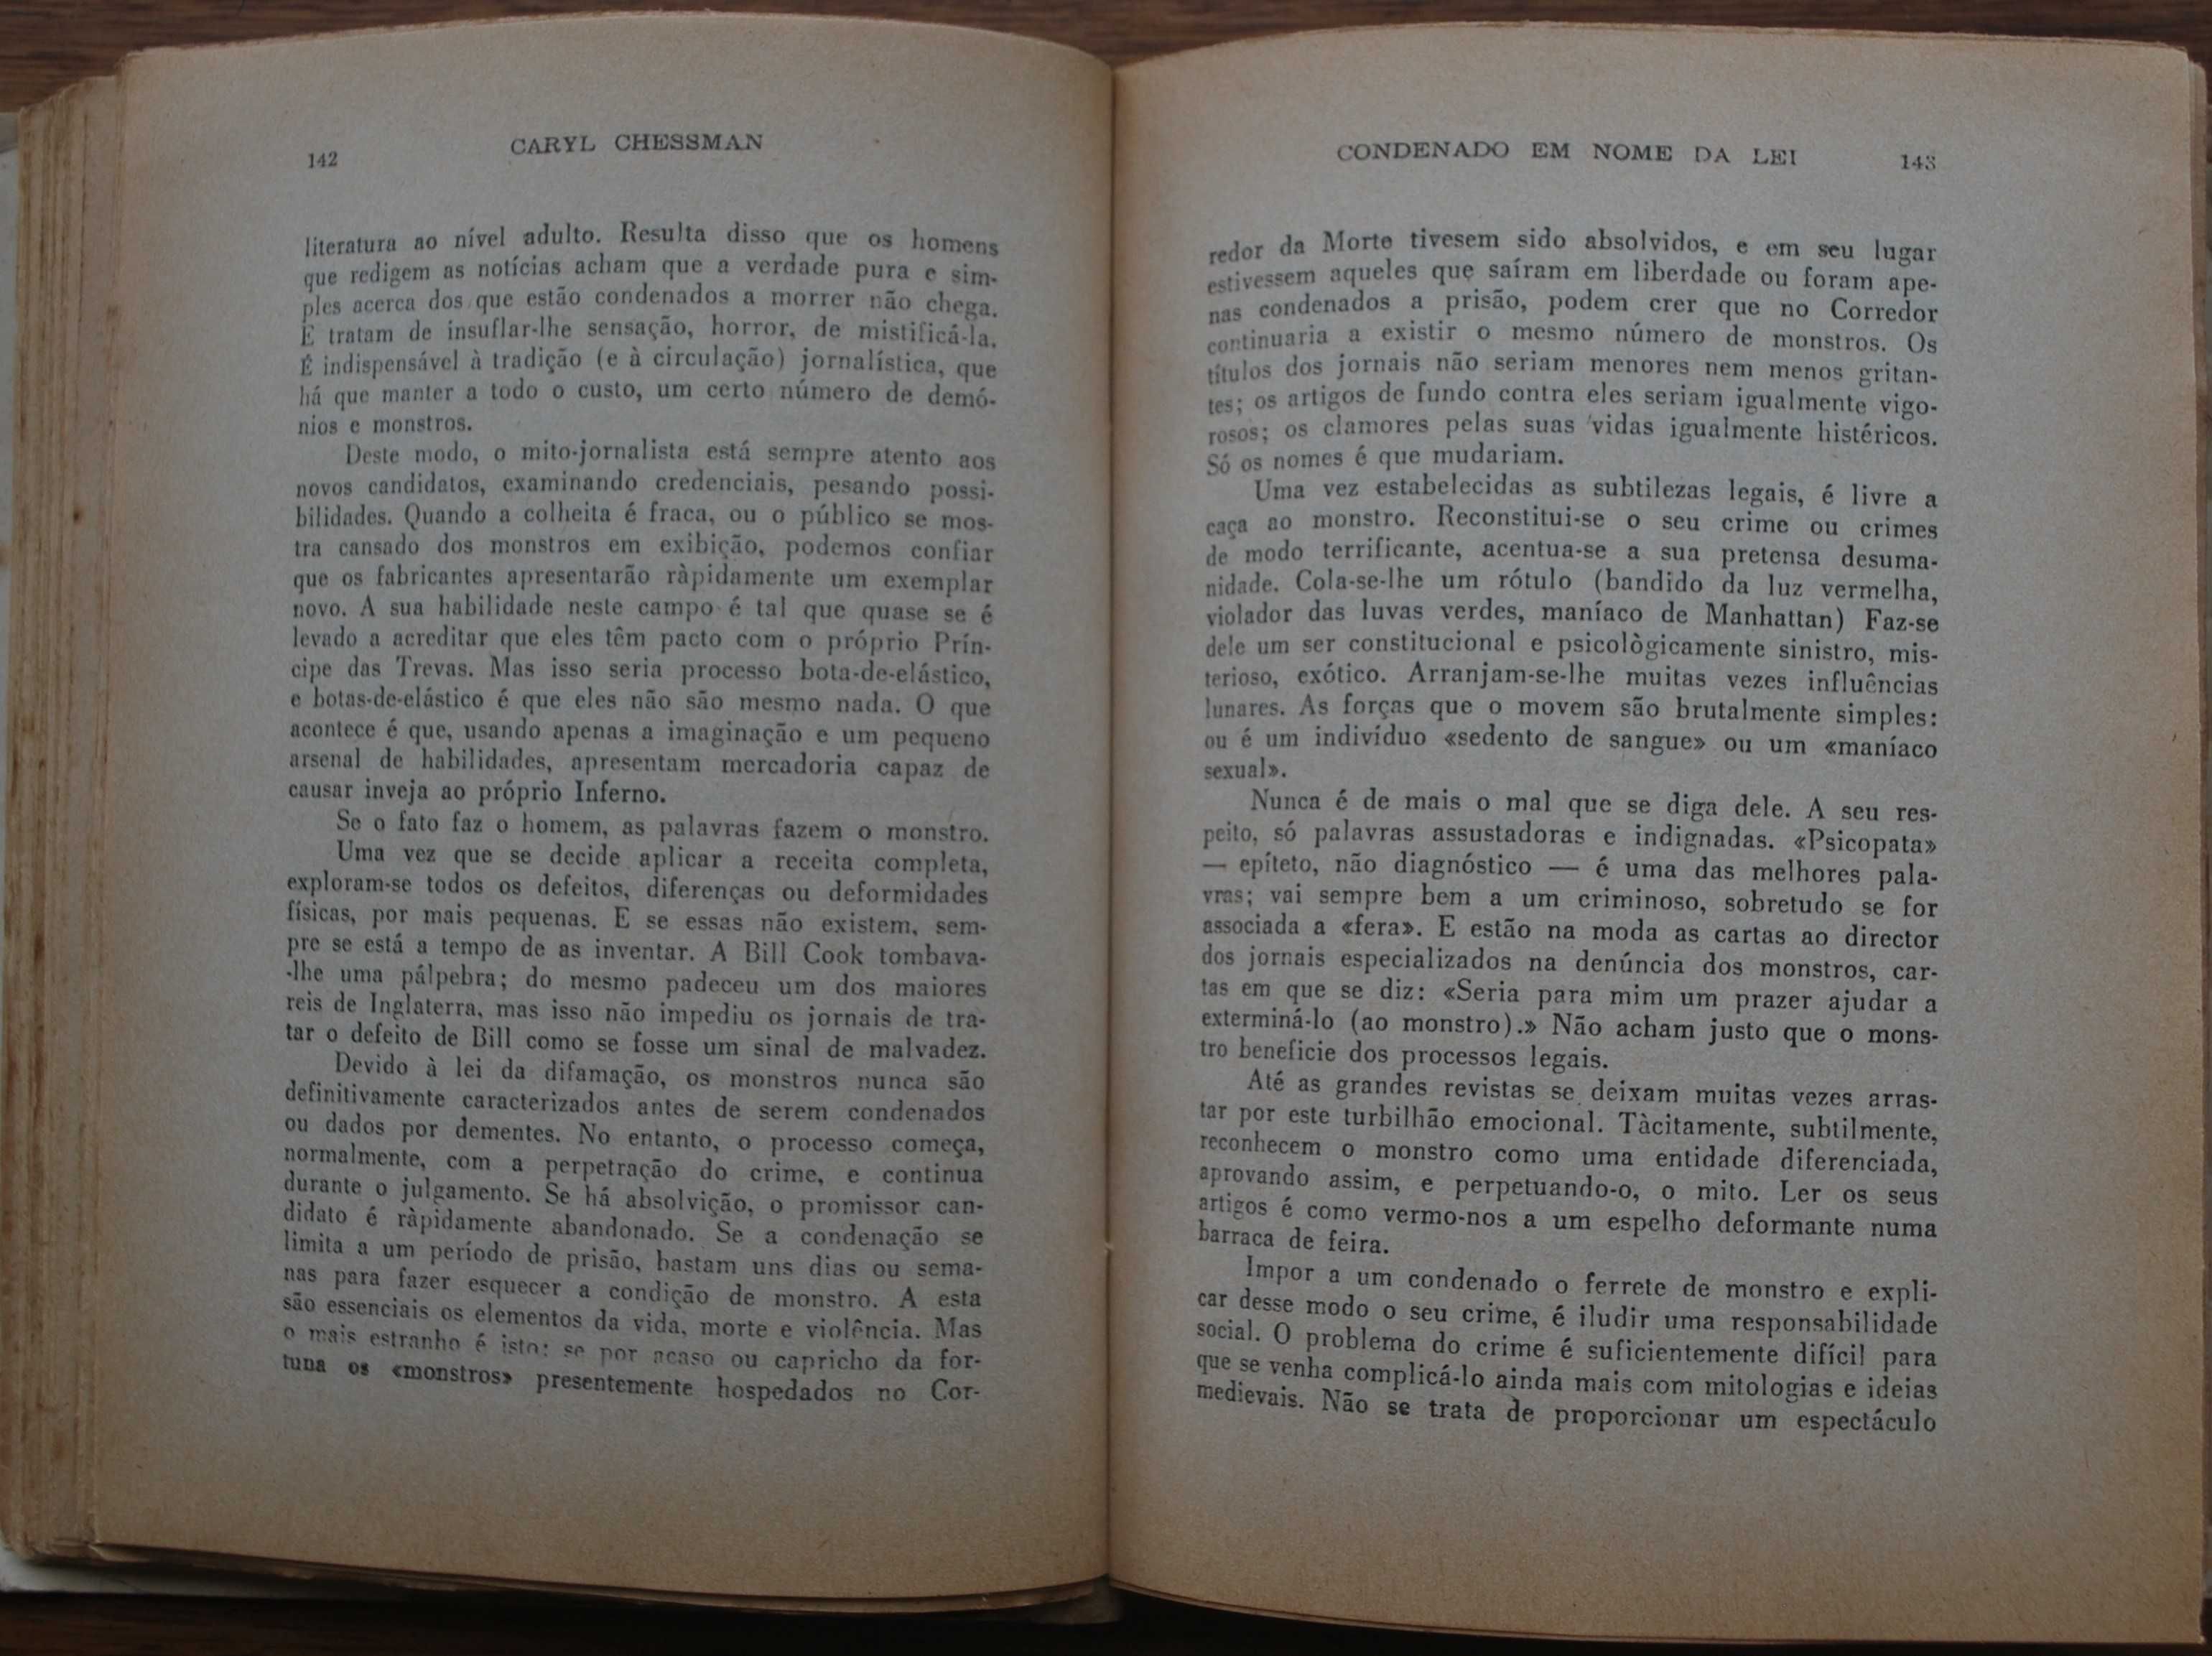 142
CARYL CHESSMAN
literatura ao nível adulto. Resulta disso que os homens
que redigem as notícias acham que a verdade pura e sim-
ples acerca dos que estão condenados a morrer não chega.
E tratam de insuflar-lhe sensação, horror, de mistificá-la.
É indispensável à tradição (e à circulação) jornalística, que
há que manter a todo o custo, um certo número de demó-
nios e monstros.
Deste modo, o mito-jornalista está sempre atento aos
novos candidatos, examinando credenciais, pesando possi-
bilidades. Quando a colheita é fraca, ou o público se mos-
tra cansado dos monstros em exibição, podemos confiar
que os fabricantes apresentarão ràpidamente um exemplar
novo. A sua habilidade neste campo é tal que quase se é
levado a acreditar que eles têm pacto com o próprio Prín-
cipe das Trevas. Mas isso seria processo bota-de-elástico,
e botas-de-elástico é que eles não são mesmo nada. O que
acontece é que, usando apenas a imaginação e um pequeno
arsenal de habilidades, apresentam mercadoria capaz de
causar inveja ao próprio Inferno.
Se o fato faz o homem, as palavras fazem o monstro.
Uma vez que se decide aplicar a receita completa,
exploram-se todos os defeitos, diferenças ou deformidades
físicas, por mais pequenas. E se essas não existem, sem-
pre se está a tempo de as inventar. A Bill Cook tombava-
-lhe uma pálpebra; do mesmo padeceu um dos maiores
reis de Inglaterra, mas isso não impediu os jornais de tra-
tar o defeito de Bill como se fosse um sinal de malvadez.
Devido à lei da difamação, os monstros nunca são
definitivamente caracterizados antes de serem condenados
ou dados por dementes. No entanto, o processo começa,
normalmente, com a perpetração do crime, e continua
durante o julgamento. Se há absolvição, o promissor can-
didato é ràpidamente abandonado. Se a condenação se
limita a um período de prisão, bastam uns dias ou sema-
nas para fazer esquecer a condição de monstro. A esta
são essenciais os elementos da vida, morte e violência. Mas
o mais estranho é isto: se por acaso ou capricho da for-
tuna os «monstros» presentemente hospedados no Cor-
CONDENADO EM NOME DA LEI
143
redor da Morte tivesem sido absolvidos, e em seu lugar
estivessem aqueles que saíram em liberdade ou foram ape-
nas condenados a prisão, podem crer que no Corredor
continuaria a existir o mesmo número de monstros. Os
títulos dos jornais não seriam menores nem menos gritan-
tes; os artigos de fundo contra eles seriam igualmente vigo-
rosos; os clamores pelas suas vidas igualmente histéricos.
Só os nomes é que mudariam.
Uma vez estabelecidas as subtilezas legais, é livre a
caça ao monstro. Reconstitui-se o seu crime ou crimes
de modo terrificante, acentua-se a sua pretensa desuma-
nidade. Cola-se-lhe um rótulo (bandido da luz vermelha,
violador das luvas verdes, maníaco de Manhattan) Faz-se
dele um ser constitucional e psicològicamente sinistro, mis-
terioso, exótico. Arranjam-se-lhe muitas vezes influências
lunares. As forças que o movem são brutalmente simples:
ou é um indivíduo «sedento de sangue» ou um «maníaco
sexual».
Nunca é de mais o mal que se diga dele. A seu res-
peito, só palavras assustadoras e indignadas. «Psicopata»
— epíteto, não diagnóstico — é uma das melhores pala-
vras; vai sempre bem a um criminoso, sobretudo se for
associada a «fera». E estão na moda as cartas ao director
dos jornais especializados na denúncia dos monstros, car-
tas em que se diz: «Seria para mim um prazer ajudar a
exterminá-lo (ao monstro).» Não acham justo que o mons-
tro beneficie dos processos legais.
Até as grandes revistas se deixam muitas vezes arras-
tar por este turbilhão emocional. Tàcitamente, subtilmente,
reconhecem o monstro como uma entidade diferenciada,
aprovando assim, e perpetuando-o, o mito. Ler os seus
artigos é como vermo-nos a um espelho deformante numa
barraca de feira.
Impor a um condenado o ferrete de monstro e expli-
car desse modo o seu crime, é iludir uma responsabilidade
social. O problema do crime é suficientemente difícil para
que se venha complicá-lo ainda mais com mitologias e ideias
medievais. Não se trata de proporcionar um espectáculo